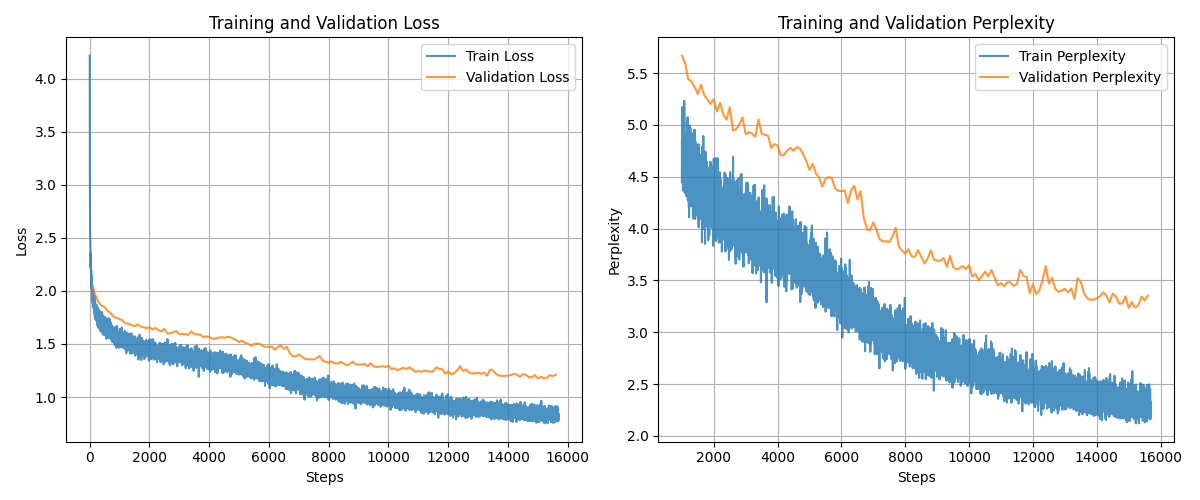 Training and Validation Loss
Train Loss
Validation Loss
4.0
3.5
3.0
2.5
2.0
1.5
1.0
Loss
0 2000 4000 6000 8000 10000 12000 14000 16000
Steps
Training and Validation Perplexity
Train Perplexity
Validation Perplexity
5.5
5.0
4.5
4.0
3.5
3.0
2.5
2.0
Perplexity
2000 4000 6000 8000 10000 12000 14000 16000
Steps